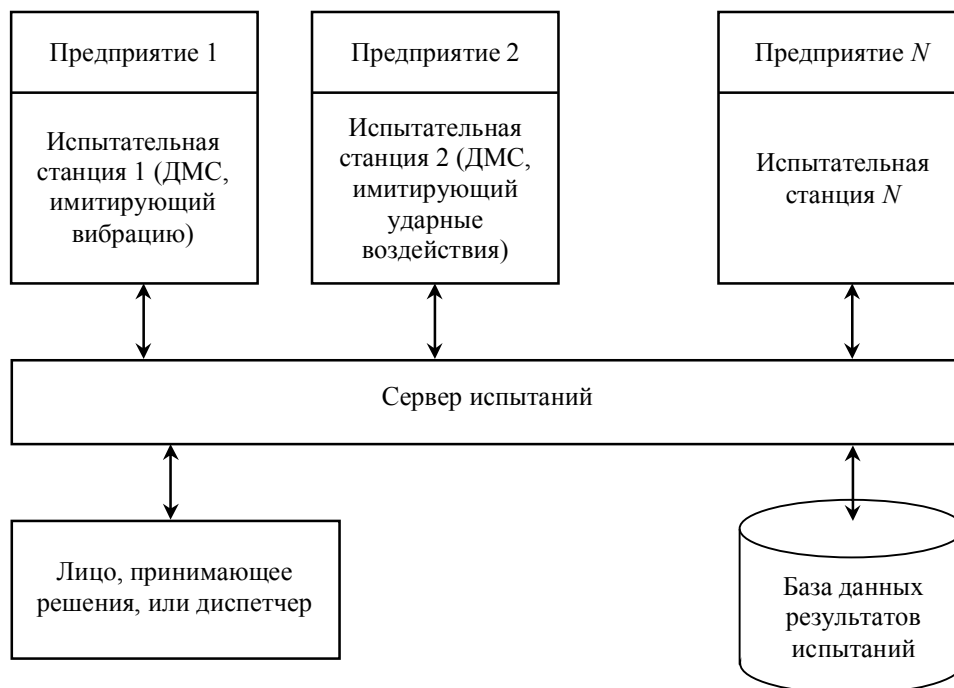 Предприятие 1
Испытательная
станция 1 (ДМС,
имитирующий
вибрацию)
Предприятие 2
Испытательная
станция 2 (ДМС,
имитирующий
ударные
воздействия)
Предприятие N
Испытательная
станция N
Сервер испытаний
Лицо, принимающее
решения, или диспетчер
База данных
результатов
испытаний